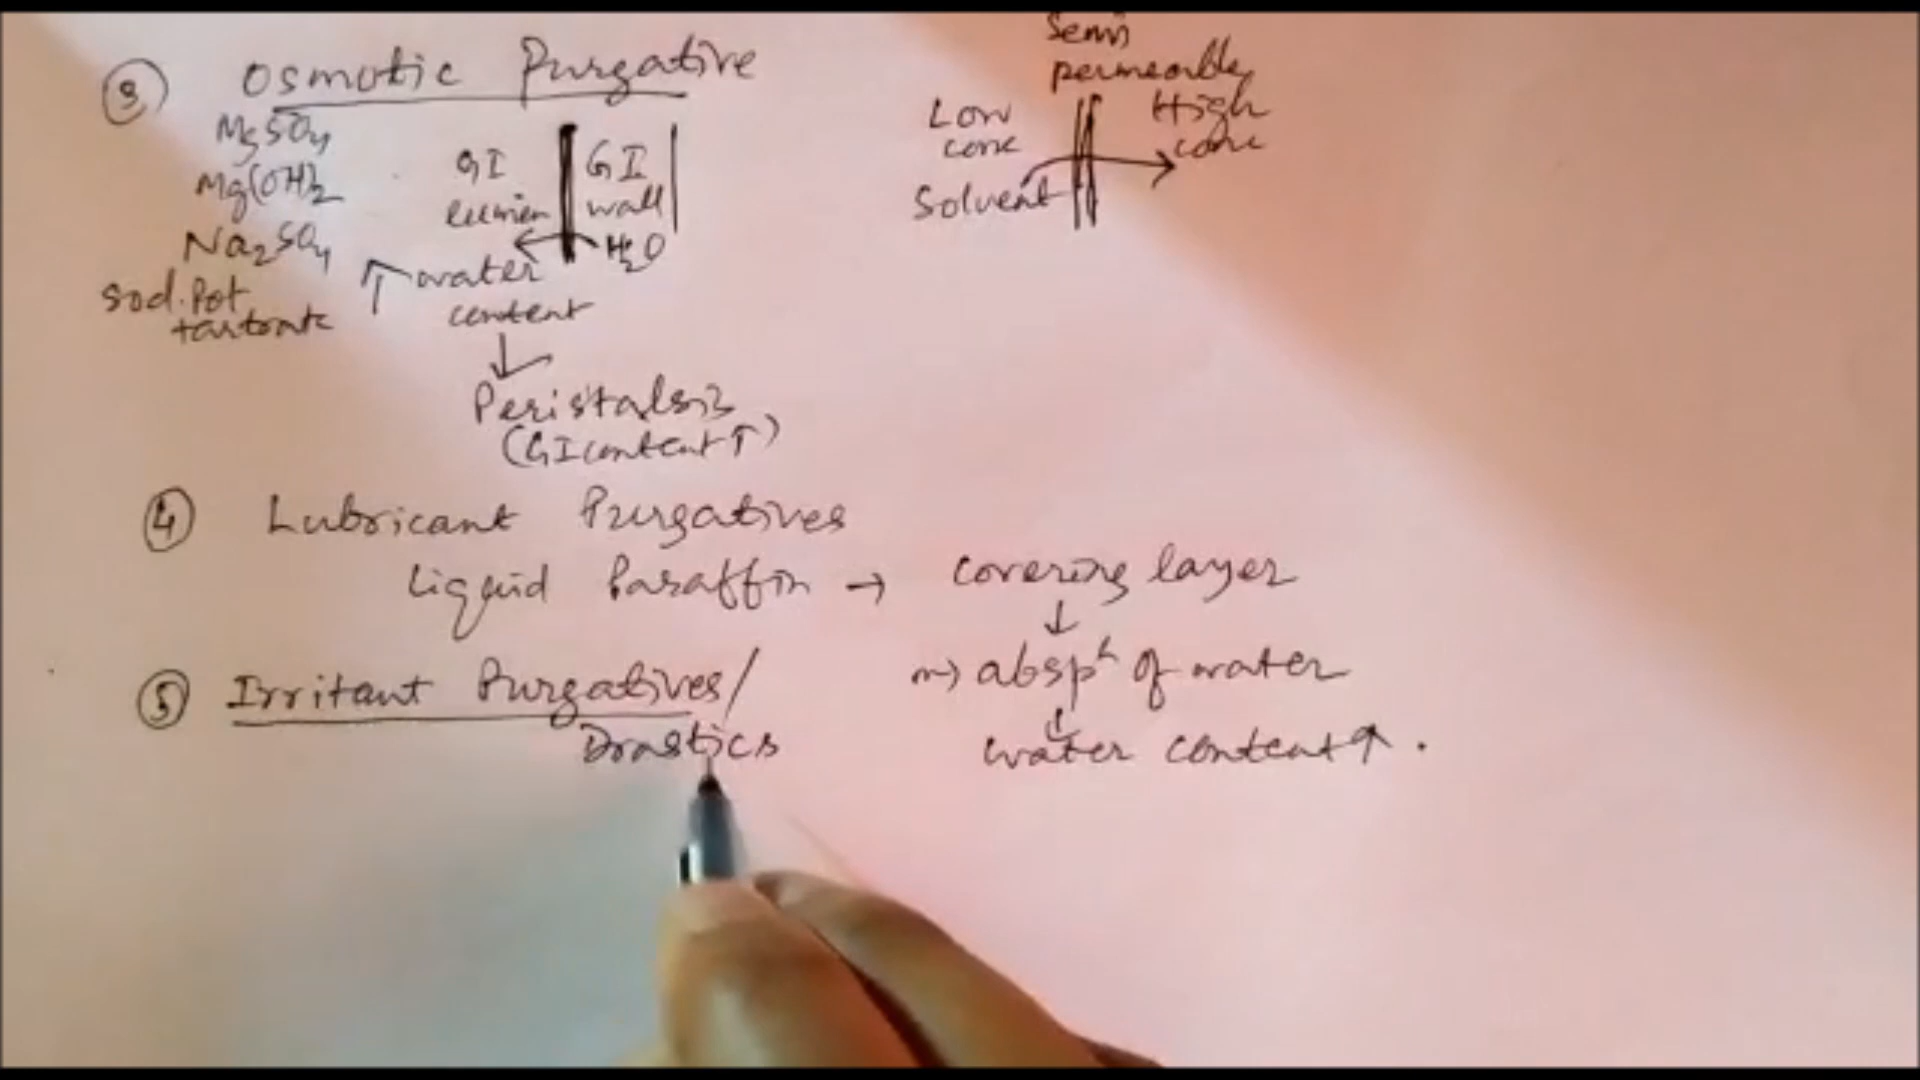 ③ Osmotic Purgative
MgSO4
Mg(OH)2
Na2SO4
Sod. Pot
tartrate
GI
lumen
GI
wall
H2O
↑ water
content
↓
Peristalsis
(GI content ↑)
Semi
permeable
Low
conc
High
conc
Solvent
④ Lubricant Purgatives
Liquid Paraffin → covering layer
↓
absp^n of water
↓
water content ↑ .
⑤ Irritant Purgatives/
Drastics